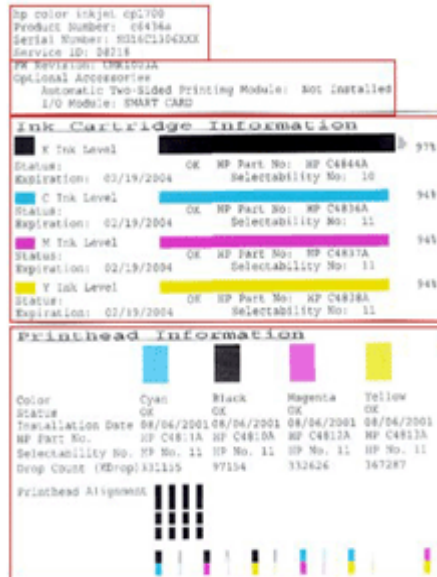 hp color inkjet cp1700
Product Number: c8436a
Serial Number:
Service ID: 08218
FW Revision:
Optional Accessories
Automatic Two-Sided Printing Module: Not Installed
I/O Module: SMART CARD
Ink Cartridge Information
K Ink Level 97%
Status: OK HP Part No: HP C4844A
Expiration: 02/19/2004 Selectability No: 10
C Ink Level 94%
Status: OK HP Part No: HP C4836A
Expiration: 02/19/2004 Selectability No: 11
M Ink Level 94%
Status: OK HP Part No: HP C4837A
Expiration: 02/19/2004 Selectability No: 11
Y Ink Level 94%
Status: OK HP Part No: HP C4838A
Expiration: 02/19/2004 Selectability No: 11
Printhead Information
Color Cyan Black Magenta Yellow
Status OK OK OK OK
Installation Date 08/06/2001 08/06/2001 08/06/2001 08/06/2001
HP Part No. HP C4811A HP C4810A HP C4812A HP C4813A
Selectability No. HP No. 11 HP No. 11 HP No. 11 HP No. 11
Drop Count (KDrop) 331155 97154 332626 367287
Printhead Alignment